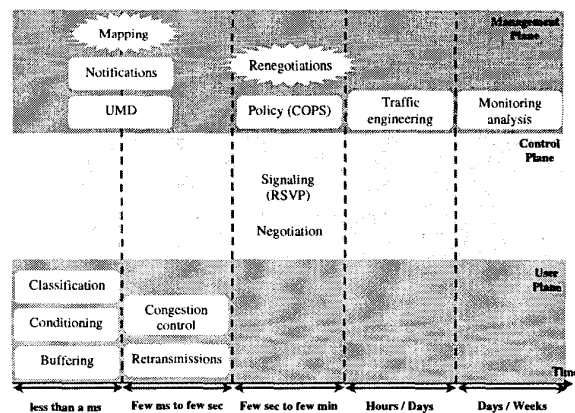 Mapping
Management
Plane
Notifications
Renegotiations
UMD
Policy (COPS)
Traffic
engineering
Monitoring
analysis
Control
Plane
Signaling
(RSVP)
Negotiation
User
Plane
Classification
Conditioning
Congestion
control
Buffering
Retransmissions
Time
less than a ms
Few ms to few sec
Few sec to few min
Hours / Days
Days / Weeks